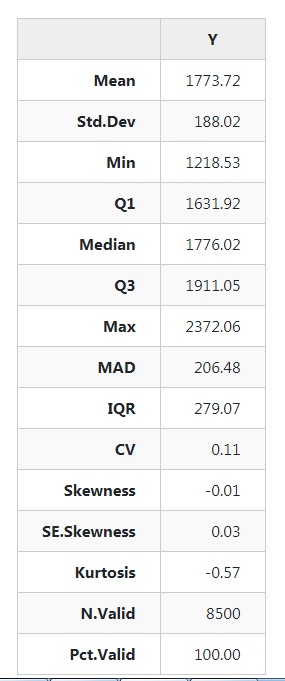 Y
Mean 1773.72
Std.Dev 188.02
Min 1218.53
Q1 1631.92
Median 1776.02
Q3 1911.05
Max 2372.06
MAD 206.48
IQR 279.07
CV 0.11
Skewness -0.01
SE.Skewness 0.03
Kurtosis -0.57
N.Valid 8500
Pct.Valid 100.00